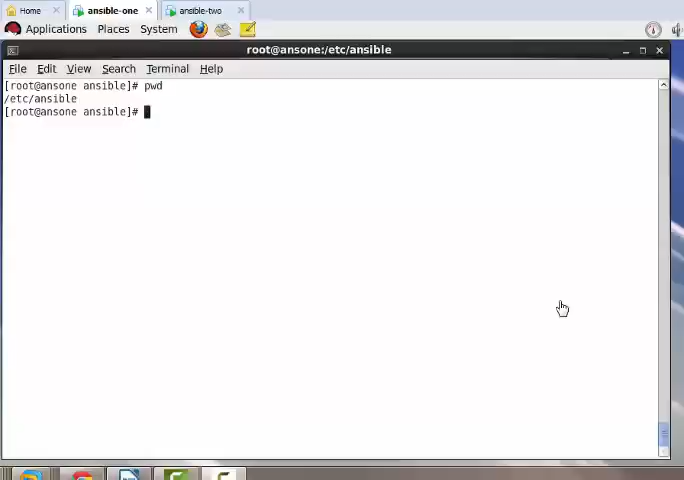 Home ansible-one ansible-two
Applications Places System
root@ansone:/etc/ansible
File Edit View Search Terminal Help
[root@ansone ansible]# pwd
/etc/ansible
[root@ansone ansible]#